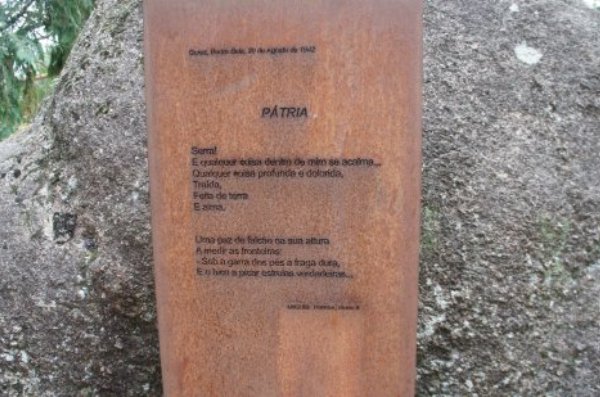 Gerês, Pedra Bela, 20 de Agosto de 1942
PÁTRIA
Serra!
E qualquer coisa dentro de mim se acalma...
Qualquer coisa profunda e dolorida,
Traída,
Feita de terra
E alma.
Uma paz de falcão na sua altura
A medir as fronteiras:
- Sob a garra dos pés a fraga dura,
E o bico a picar estrelas verdadeiras...